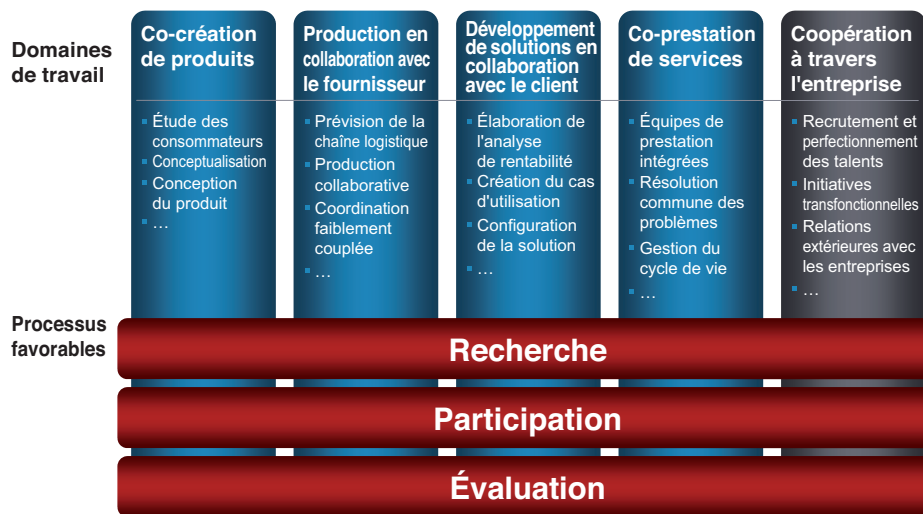 Domaines
de travail
Co-création
de produits
Étude des
consommateurs
Conceptualisation
Conception
du produit
…
Production en
collaboration avec
le fournisseur
Prévision de la
chaîne logistique
Production
collaborative
Coordination
faiblement
couplée
…
Développement
de solutions en
collaboration
avec le client
Élaboration de
l'analyse
de rentabilité
Création du cas
d'utilisation
Configuration
de la solution
…
Co-prestation
de services
Équipes de
prestation
intégrées
Résolution
commune des
problèmes
Gestion du
cycle de vie
…
Coopération
à travers
l'entreprise
Recrutement et
perfectionnement
des talents
Initiatives
transfonctionnelles
Relations
extérieures avec
les entreprises
…
Processus
favorables
Recherche
Participation
Évaluation